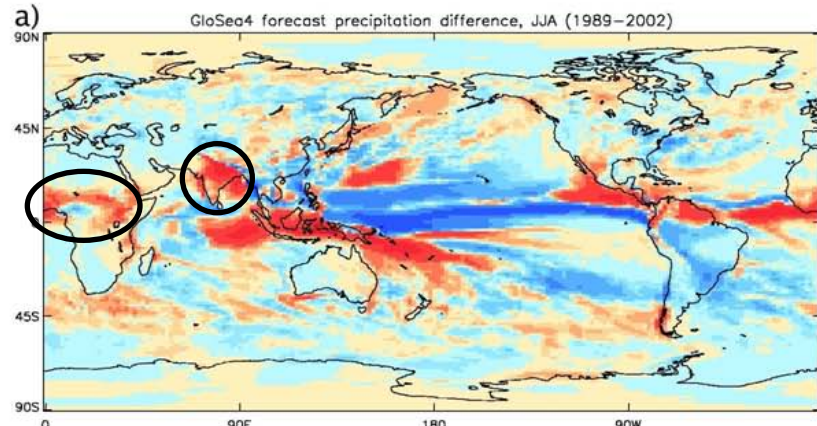 a)
GloSea4 forecast precipitation difference, JJA (1989–2002)
90N
45N
45S
90S
0
90E
180
90W